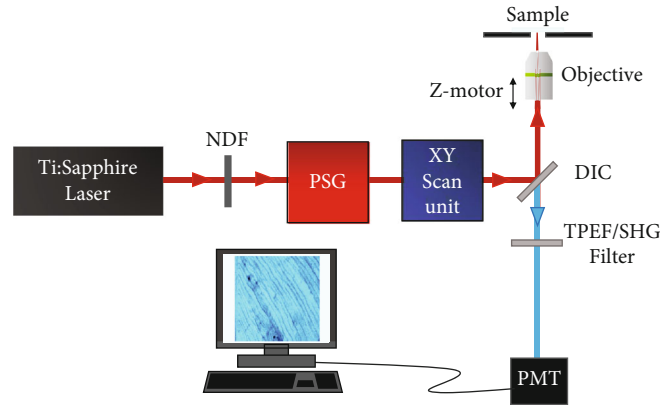 Sample
Objective
Z-motor
NDF
Ti:Sapphire
Laser
PSG
XY
Scan
unit
DIC
TPEF/SHG
Filter
PMT